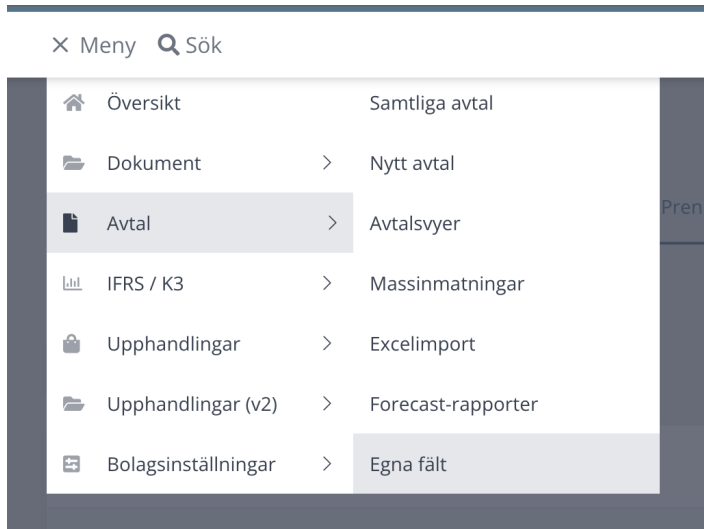 Meny Sök
Översikt
Dokument
Avtal
IFRS / K3
Upphandlingar
Upphandlingar (v2)
Bolagsinställningar
Samtliga avtal
Nytt avtal
Avtalsvyer
Massinmatningar
Excelimport
Forecast-rapporter
Egna fält
Pren